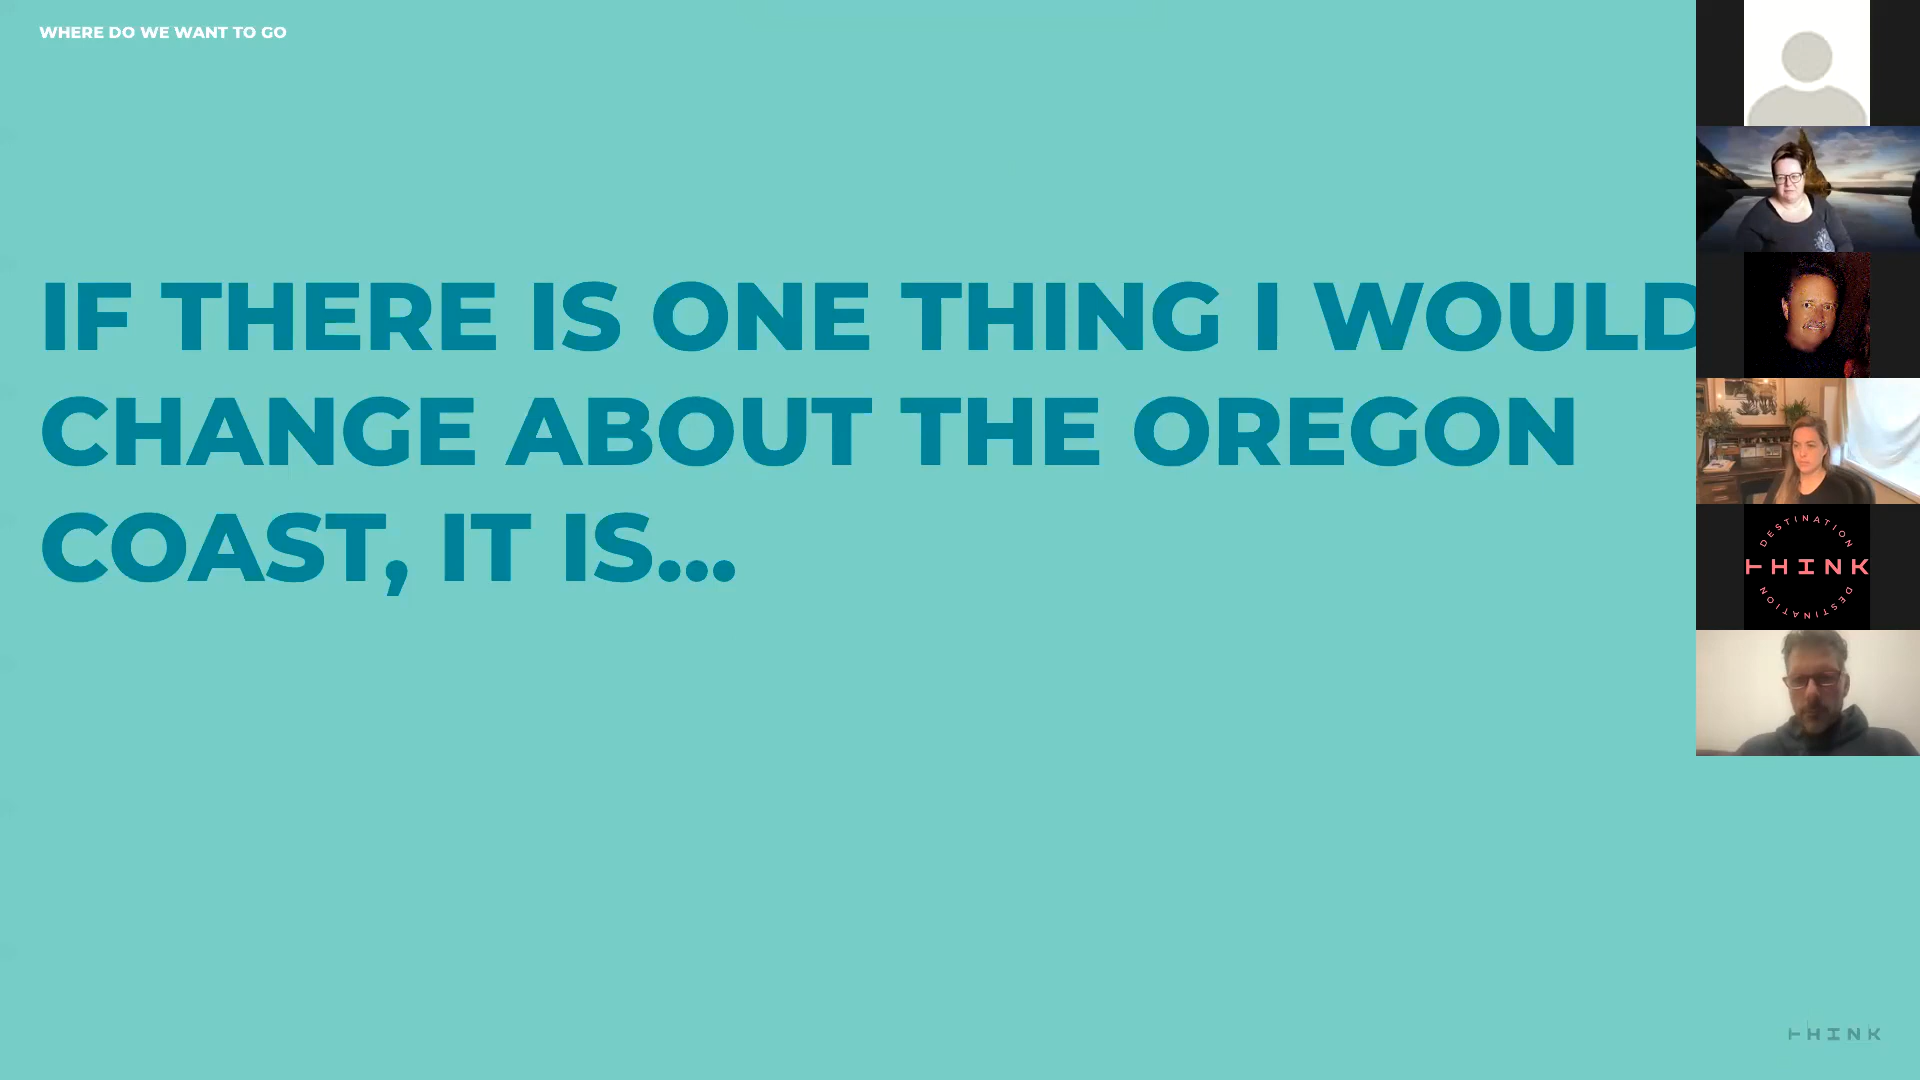 WHERE DO WE WANT TO GO
IF THERE IS ONE THING I WOULD
CHANGE ABOUT THE OREGON
COAST, IT IS...
DESTINATION
THINK
DESTINATION
THINK